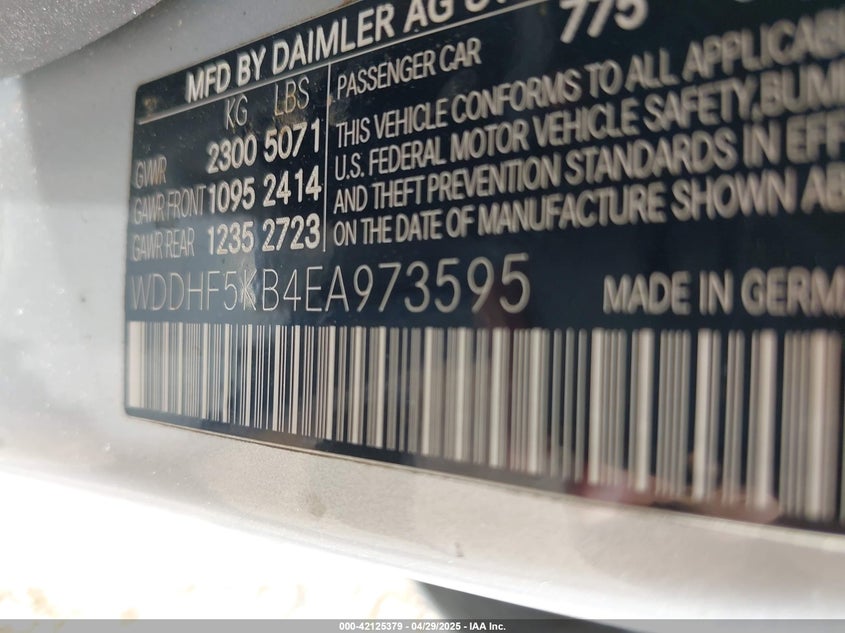 MFD BY DAIMLER AG
775
KG LBS
PASSENGER CAR
GVWR 2300 5071
GAWR FRONT 1095 2414
GAWR REAR 1235 2723
THIS VEHICLE CONFORMS TO ALL APPLICABLE
U.S. FEDERAL MOTOR VEHICLE SAFETY, BUM
AND THEFT PREVENTION STANDARDS IN EFF
ON THE DATE OF MANUFACTURE SHOWN AB
WDDHF5KB4EA973595
MADE IN GERM
000-42125379 - 04/29/2025 - IAA Inc.